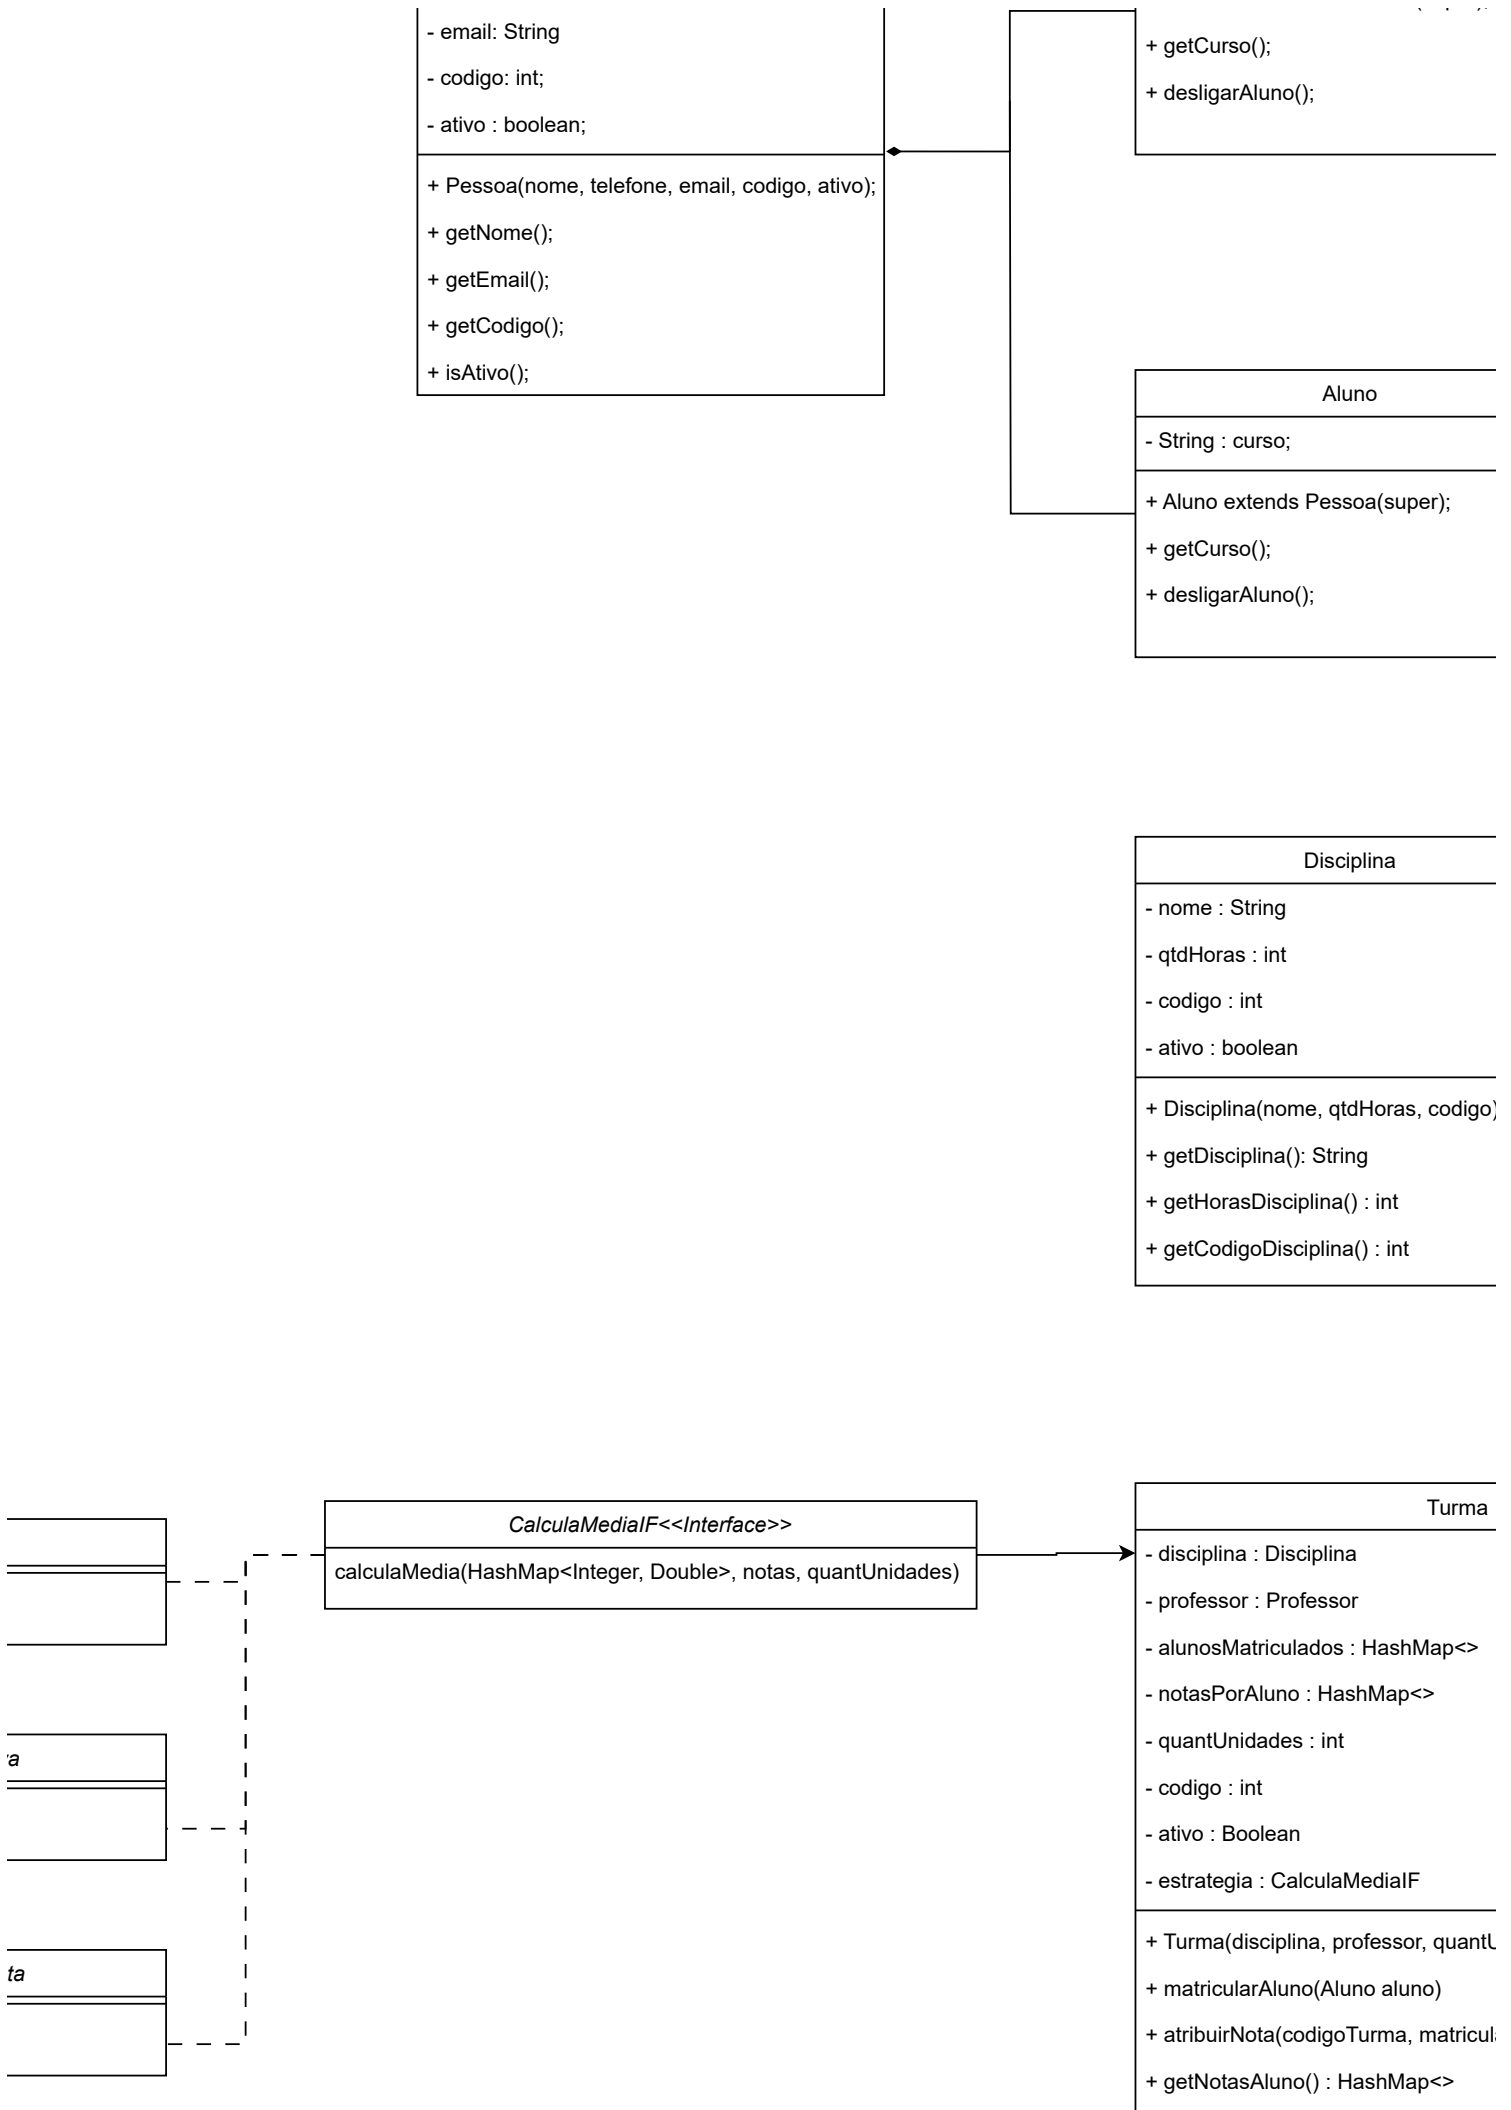 - email: String
- codigo: int;
- ativo : boolean;
+ Pessoa(nome, telefone, email, codigo, ativo);
+ getNome();
+ getEmail();
+ getCodigo();
+ isAtivo();
+ getCurso();
+ desligarAluno();
Aluno
- String : curso;
+ Aluno extends Pessoa(super);
+ getCurso();
+ desligarAluno();
Disciplina
- nome : String
- qtdHoras : int
- codigo : int
- ativo : boolean
+ Disciplina(nome, qtdHoras, codigo)
+ getDisciplina(): String
+ getHorasDisciplina() : int
+ getCodigoDisciplina() : int
ta
CalculaMediaIF<<Interface>>
calculaMedia(HashMap<Integer, Double>, notas, quantUnidades)
Turma
- disciplina : Disciplina
- professor : Professor
- alunosMatriculados : HashMap<>
- notasPorAluno : HashMap<>
- quantUnidades : int
- codigo : int
- ativo : Boolean
- estrategia : CalculaMediaIF
+ Turma(disciplina, professor, quantU
+ matricularAluno(Aluno aluno)
+ atribuirNota(codigoTurma, matricul
+ getNotasAluno() : HashMap<>